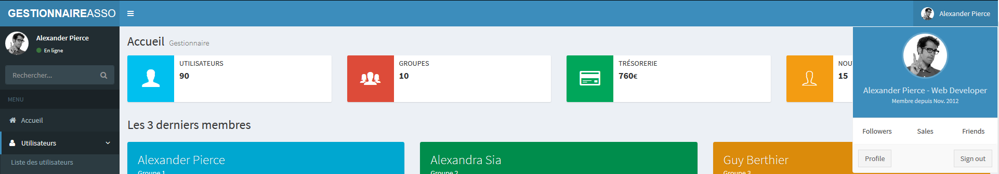 GESTIONNAIREASSO
Alexander Pierce
Alexander Pierce
En ligne
Rechercher...
MENU
Accueil
Utilisateurs
Liste des utilisateurs
Accueil Gestionnaire
UTILISATEURS
90
GROUPES
10
TRÉSORERIE
760€
NOU
15
Les 3 derniers membres
Alexander Pierce
Groupe 1
Alexandra Sia
Groupe 2
Guy Berthier
Groupe 3
Alexander Pierce - Web Developer
Membre depuis Nov. 2012
Followers Sales Friends
Profile Sign out